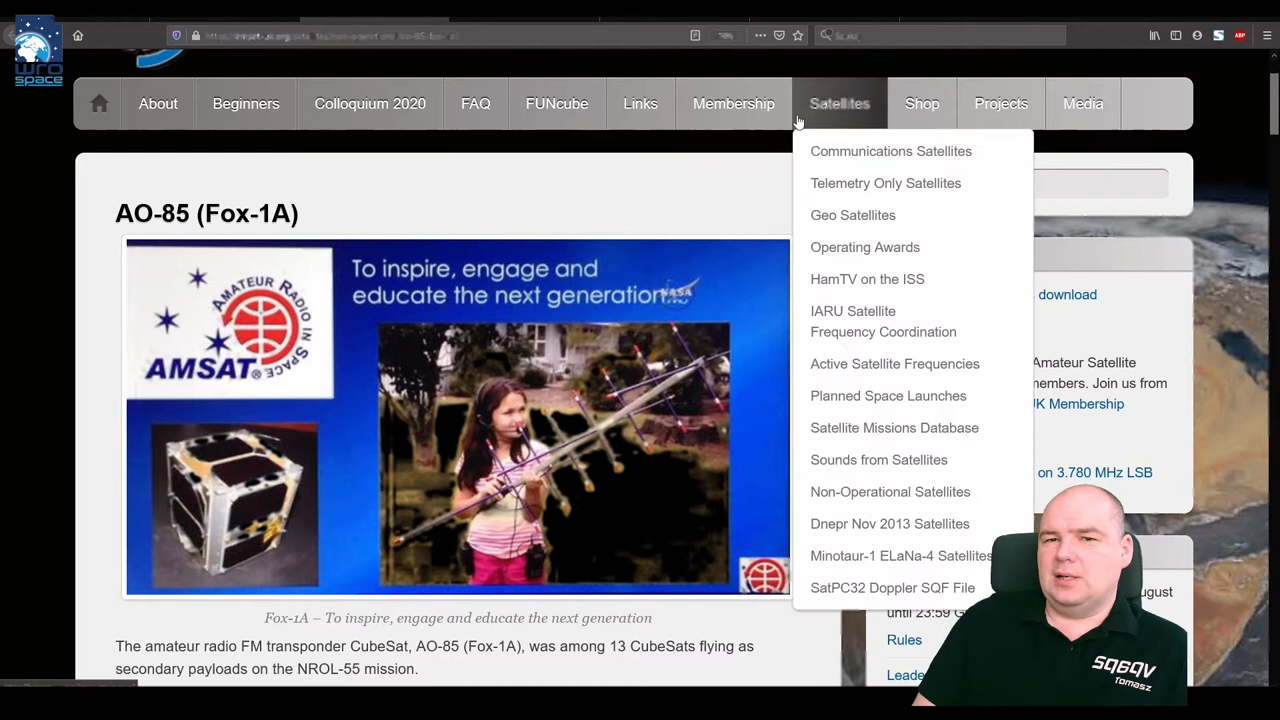 wro
space
About
Beginners
Colloquium 2020
FAQ
FUNcube
Links
Membership
Satellites
Shop
Projects
Media
Communications Satellites
Telemetry Only Satellites
Geo Satellites
Operating Awards
HamTV on the ISS
IARU Satellite
Frequency Coordination
Active Satellite Frequencies
Planned Space Launches
Satellite Missions Database
Sounds from Satellites
Non-Operational Satellites
Dnepr Nov 2013 Satellites
Minotaur-1 ELaNa-4 Satellites
SatPC32 Doppler SQF File
AO-85 (Fox-1A)
AMATEUR RADIO IN SPACE
AMSAT®
To inspire, engage and
educate the next generation...
NASA
Fox-1A – To inspire, engage and educate the next generation
The amateur radio FM transponder CubeSat, AO-85 (Fox-1A), was among 13 CubeSats flying as
secondary payloads on the NROL-55 mission.
download
Amateur Satellite
members. Join us from
UK Membership
on 3.780 MHz LSB
August
until 23:59
Rules
ABP
SQ6QV
Tomasz